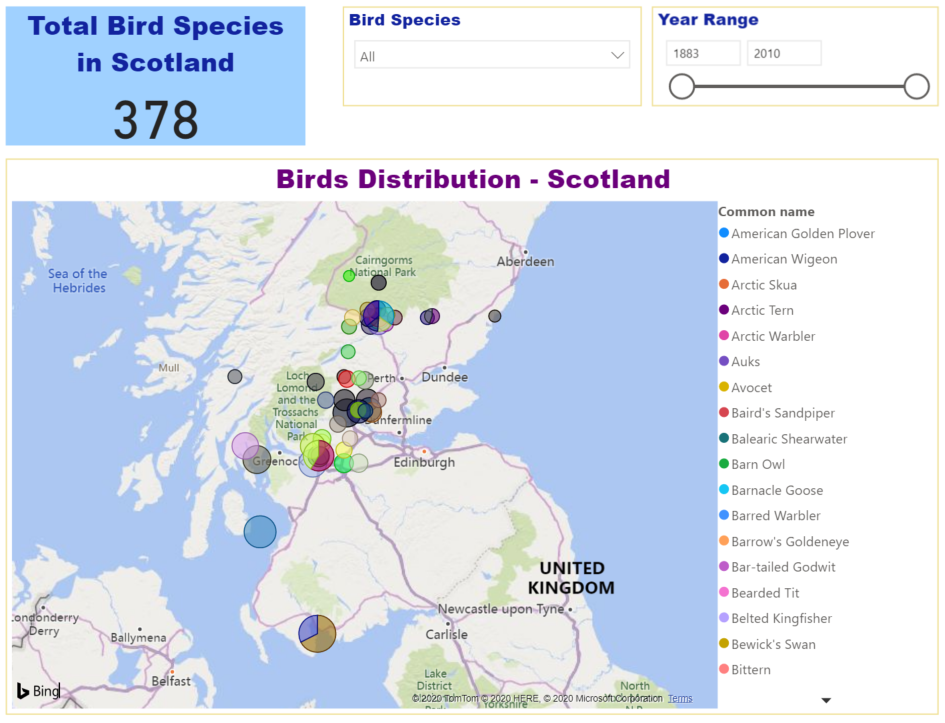 Total Bird Species
in Scotland
378
Bird Species
All
Year Range
1883
2010
Birds Distribution - Scotland
Common name
American Golden Plover
American Wigeon
Arctic Skua
Arctic Tern
Arctic Warbler
Auks
Avocet
Baird's Sandpiper
Balearic Shearwater
Barn Owl
Barnacle Goose
Barred Warbler
Barrow's Goldeneye
Bar-tailed Godwit
Bearded Tit
Belted Kingfisher
Bewick's Swan
Bittern
Cairngorms
National Park
Aberdeen
Sea of the
Hebrides
Mull
Loch
Lomond
and the
Trossachs
National
Park
Perth
Dundee
Dunfermline
Greenock
Edinburgh
UNITED
KINGDOM
Newcastle upon Tyne
Carlisle
ondonderry
Derry
Ballymena
Belfast
Lake
District
North
Yorkshire
Bing
© 2020 TomTom © 2020 HERE, © 2020 Microsoft Corporation Terms